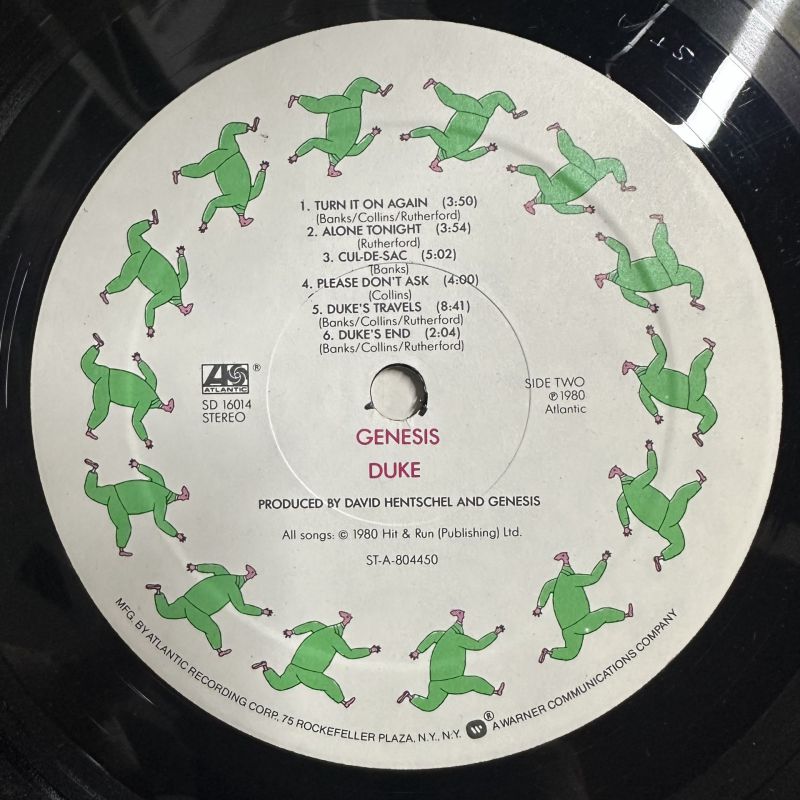 1. TURN IT ON AGAIN (3:50)
(Banks/Collins/Rutherford)
2. ALONE TONIGHT (3:54)
(Rutherford)
3. CUL-DE-SAC (5:02)
(Banks)
4. PLEASE DON'T ASK (4:00)
(Collins)
5. DUKE'S TRAVELS (8:41)
(Banks/Collins/Rutherford)
6. DUKE'S END (2:04)
(Banks/Collins/Rutherford)
ATLANTIC ®
SD 16014
STEREO
SIDE TWO
℗ 1980
Atlantic
GENESIS
DUKE
PRODUCED BY DAVID HENTSCHEL AND GENESIS
All songs: © 1980 Hit & Run (Publishing) Ltd.
ST-A-804450
MFG. BY ATLANTIC RECORDING CORP., 75 ROCKEFELLER PLAZA, N.Y., N.Y. ® A WARNER COMMUNICATIONS COMPANY